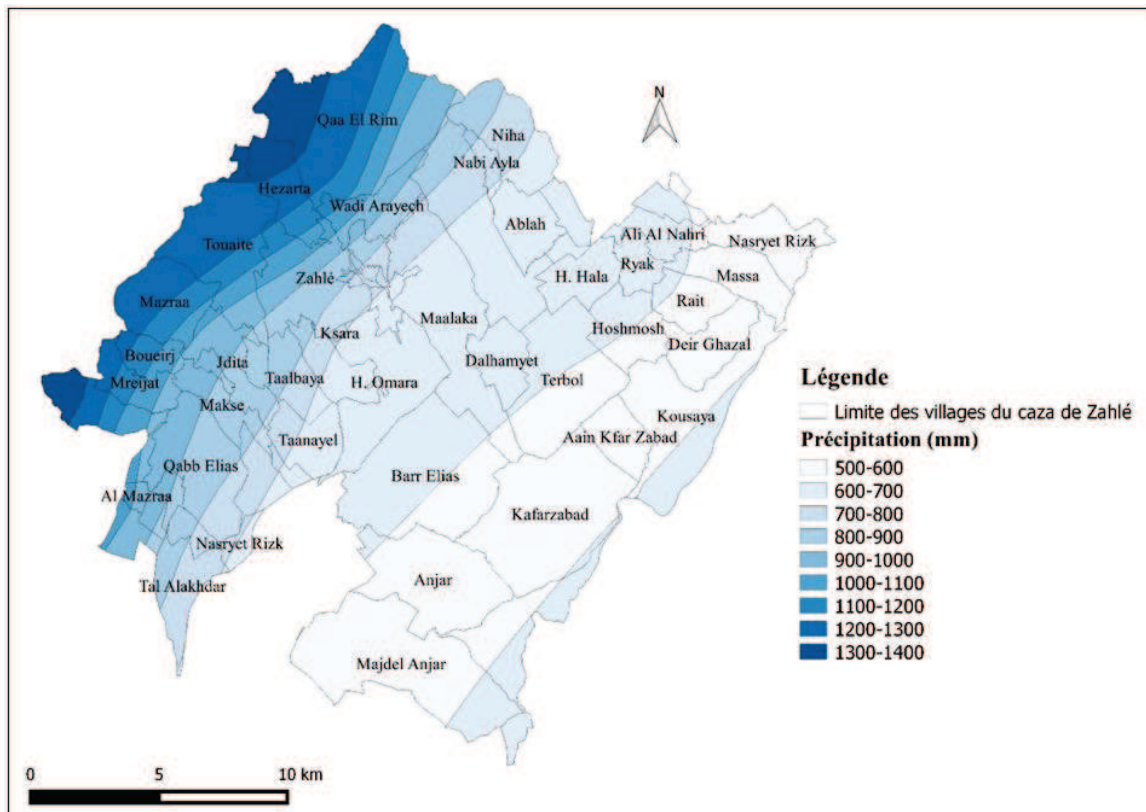 N
Qaa El Rim
Niha
Nabi Ayla
Hezarta
Wadi Arayech
Ablah
Touaite
Ali Al Nahri
Nasryet Rizk
Zahlé
H. Hala
Ryak
Massa
Mazraa
Rait
Maalaka
Ksara
Hoshmosh
Deir Ghazal
Boueirj
Jdita
Dalhamyet
Mreijat
Taalbaya
H. Omara
Terbol
Makse
Kousaya
Taanayel
Aain Kfar Zabad
Qabb Elias
Barr Elias
Al Mazraa
Kafarzabad
Nasryet Rizk
Anjar
Tal Alakhdar
Majdel Anjar
Légende
Limite des villages du caza de Zahlé
Précipitation (mm)
500-600
600-700
700-800
800-900
900-1000
1000-1100
1100-1200
1200-1300
1300-1400
0 5 10 km